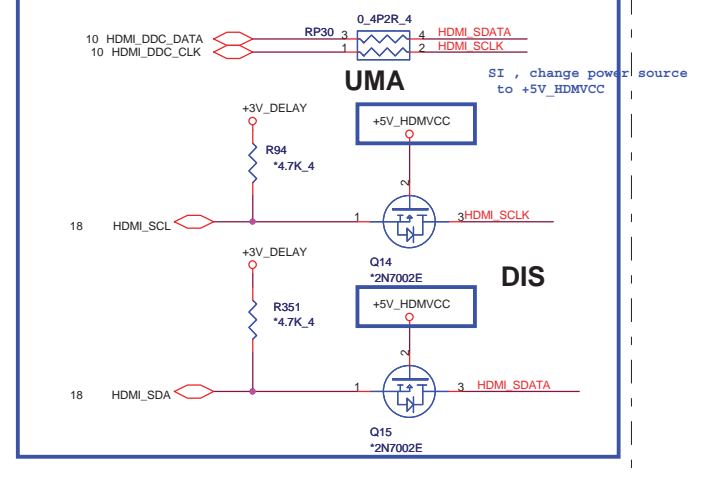 0_4P2R_4
10 HDMI_DDC_DATA RP30 3 4 HDMI_SDATA
10 HDMI_DDC_CLK 1 2 HDMI_SCLK
UMA
SI , change power source
to +5V_HDMVCC
+3V_DELAY
+5V_HDMVCC
R94
*4.7K_4
2
18 HDMI_SCL 1 3 HDMI_SCLK
+3V_DELAY
Q14
*2N7002E
DIS
+5V_HDMVCC
R351
*4.7K_4
2
18 HDMI_SDA 1 3 HDMI_SDATA
Q15
*2N7002E